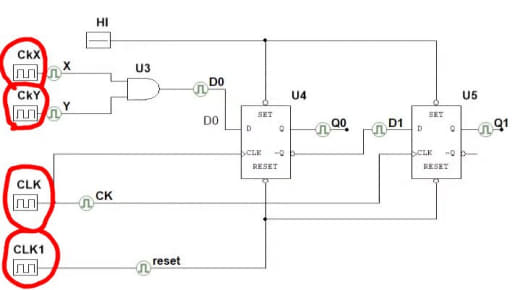 HI
CkX
X
U3
CkY
Y
D0
D0
U4
U5
SET
D Q
CLK ¬Q
RESET
Q0
D1
SET
D Q
CLK ¬Q
RESET
Q1
CLK
CK
CLK1
reset